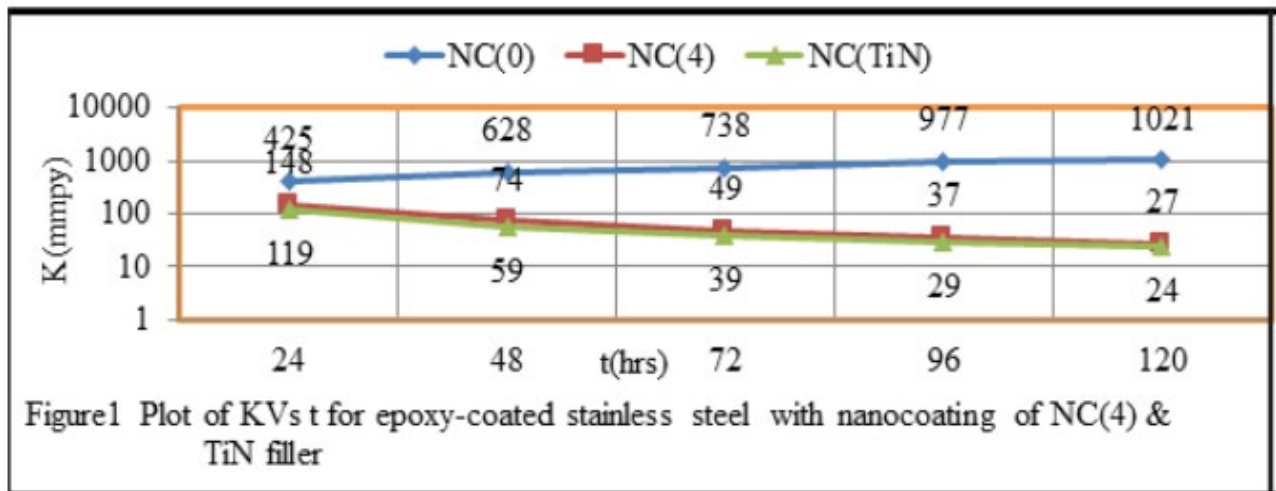 NC(0) NC(4) NC(TiN)
10000
1000
100
10
1
K(mmpy)
425 628 738 977 1021
148 74 49 37 27
119 59 39 29 24
24 48 t(hrs) 72 96 120
Figure1 Plot of KVs t for epoxy-coated stainless steel with nanocoating of NC(4) &
TiN filler